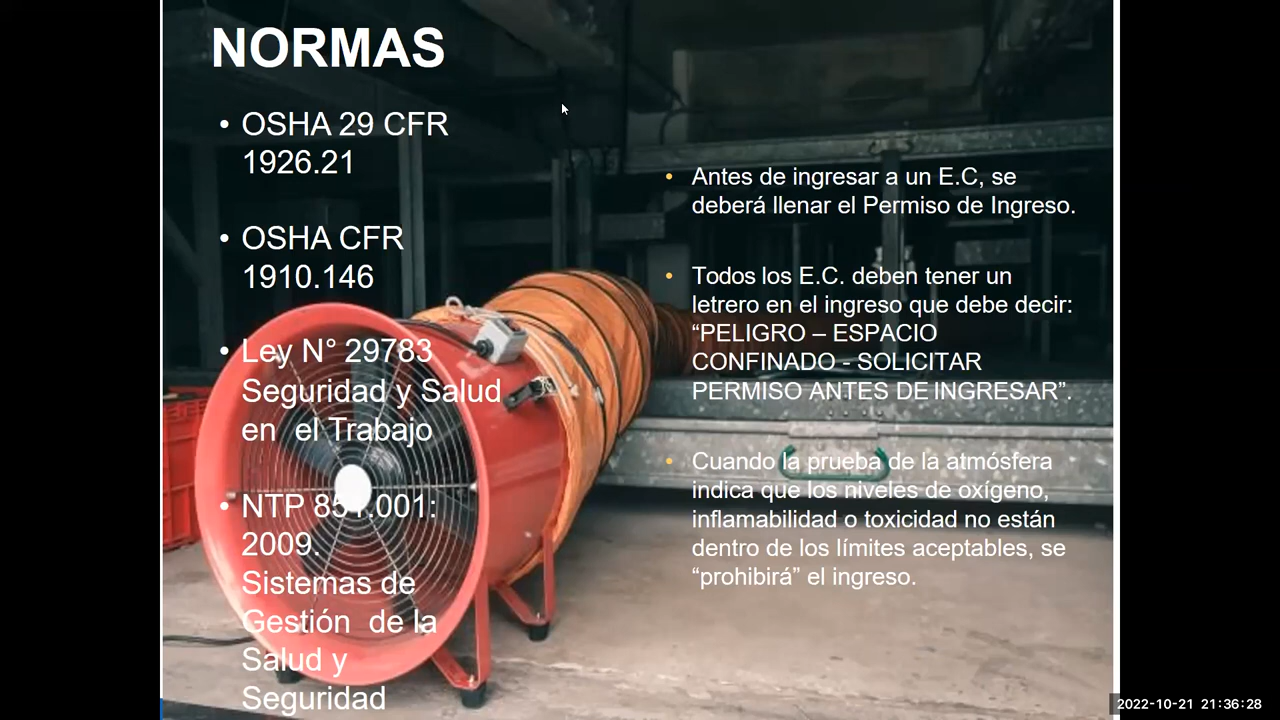 NORMAS
• OSHA 29 CFR
1926.21
• OSHA CFR
1910.146
• Ley N° 29783
Seguridad y Salud
en el Trabajo
• NTP 851.001:
2009.
Sistemas de
Gestión de la
Salud y
Seguridad
• Antes de ingresar a un E.C, se
deberá llenar el Permiso de Ingreso.
• Todos los E.C. deben tener un
letrero en el ingreso que debe decir:
“PELIGRO – ESPACIO
CONFINADO - SOLICITAR
PERMISO ANTES DE INGRESAR”.
• Cuando la prueba de la atmósfera
indica que los niveles de oxígeno,
inflamabilidad o toxicidad no están
dentro de los límites aceptables, se
“prohibirá” el ingreso.
2022-10-21 21:36:28